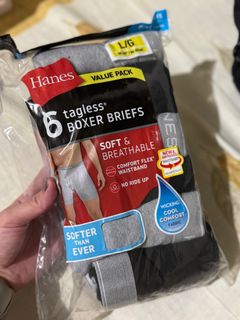 L/G
Hanes
VALUE PACK
6 tagless®
BOXER BRIEFS
SOFT &
BREATHABLE
COMFORT FLEX®
WAISTBAND
NO RIDE UP
SOFTER
THAN
EVER
WICKING
COOL
COMFORT